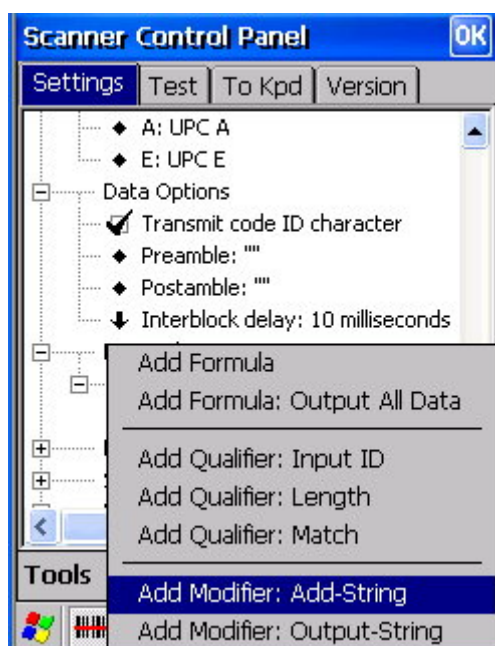 Scanner Control Panel OK
Settings Test To Kpd Version
A: UPC A
E: UPC E
Data Options
Transmit code ID character
Preamble: ""
Postamble: ""
Interblock delay: 10 milliseconds
Add Formula
Add Formula: Output All Data
Add Qualifier: Input ID
Add Qualifier: Length
Add Qualifier: Match
Tools
Add Modifier: Add-String
Add Modifier: Output-String